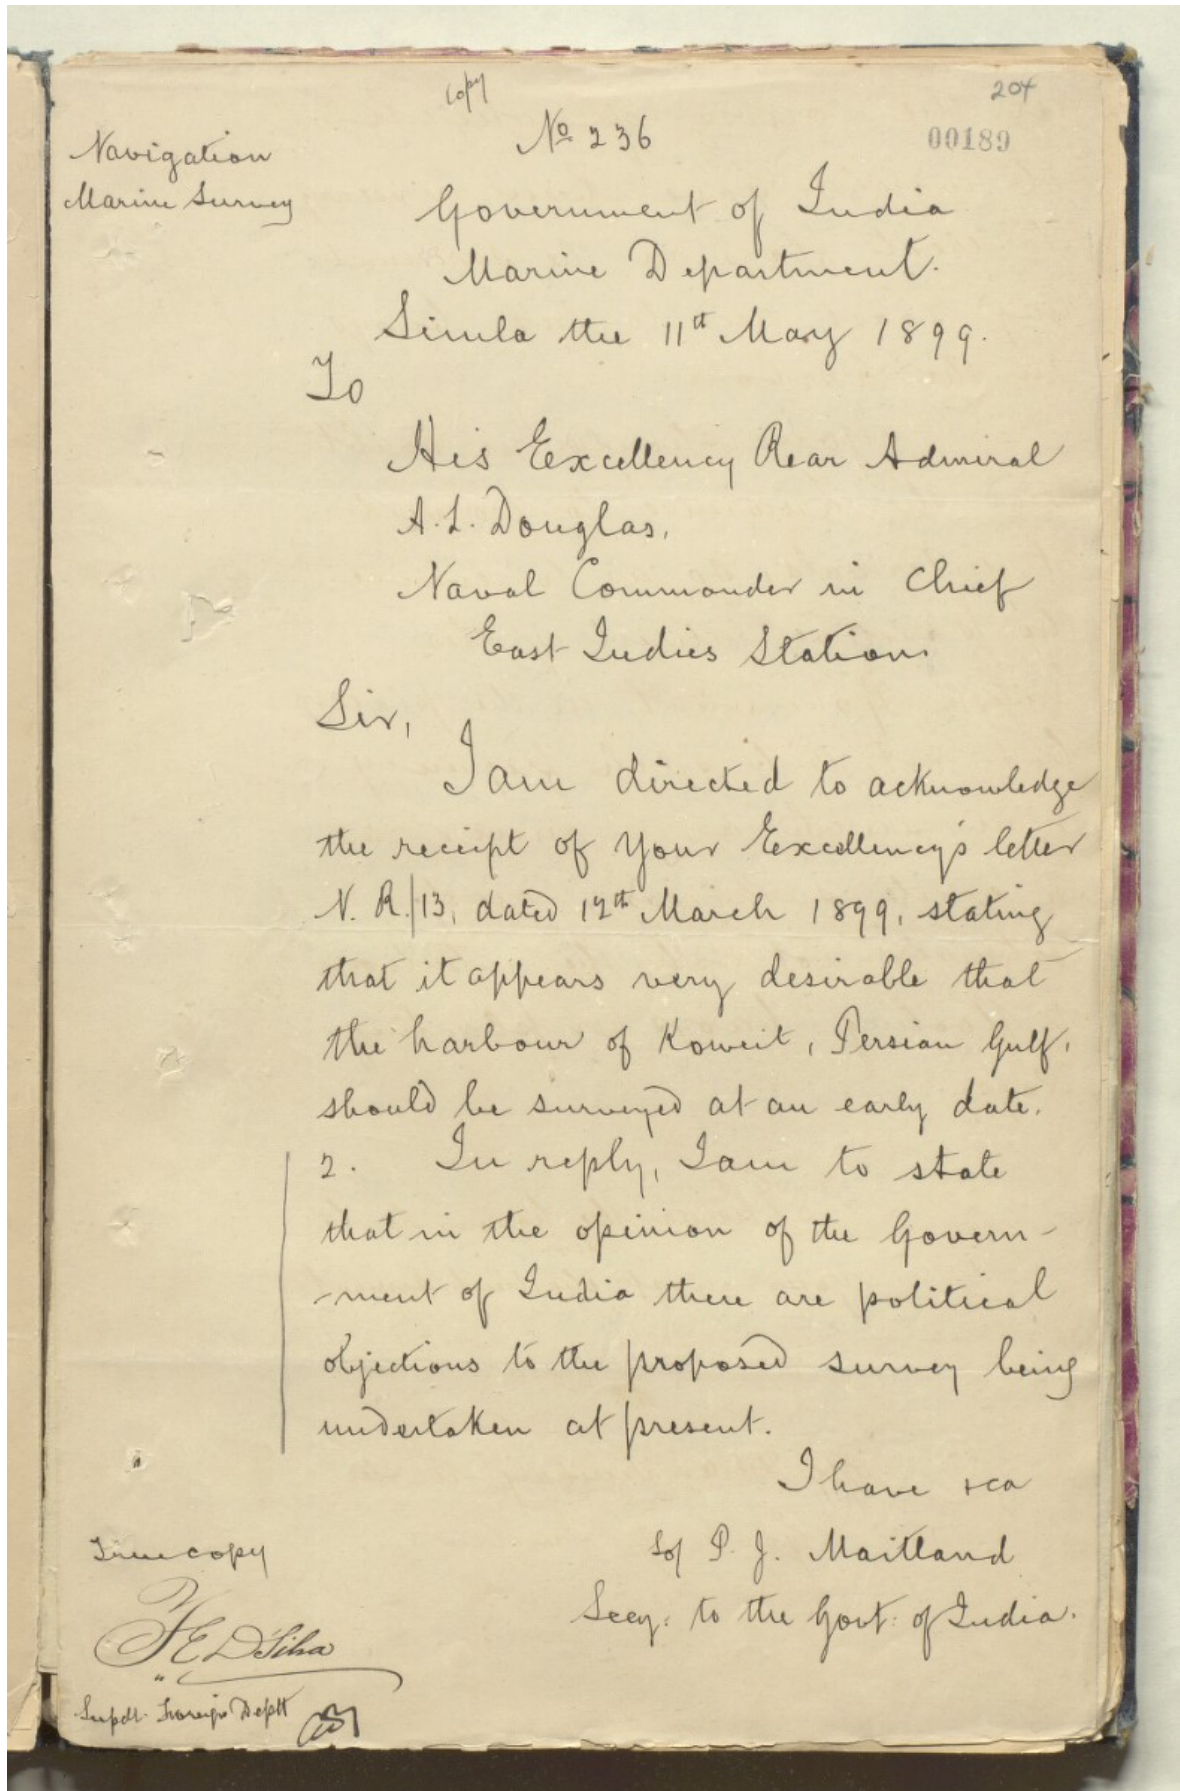 Copy
204
No 236
00189
Navigation
Marine Survey
Government of India
Marine Department.
Simla the 11th May 1899.
To
His Excellency Rear Admiral
A. L. Douglas,
Naval Commander in Chief
East Indies Station.
Sir,
I am directed to acknowledge
the receipt of Your Excellency's letter
N. R./13, dated 12th March 1899, stating
that it appears very desirable that
the harbour of Koweit, Persian Gulf,
should be surveyed at an early date.
2. In reply, I am to state
that in the opinion of the Govern-
-ment of India there are political
objections to the proposed survey being
undertaken at present.
I have &ca
Sd/ P. J. Maitland
Secy. to the Govt. of India.
True copy
Supdt. Foreign Deptt